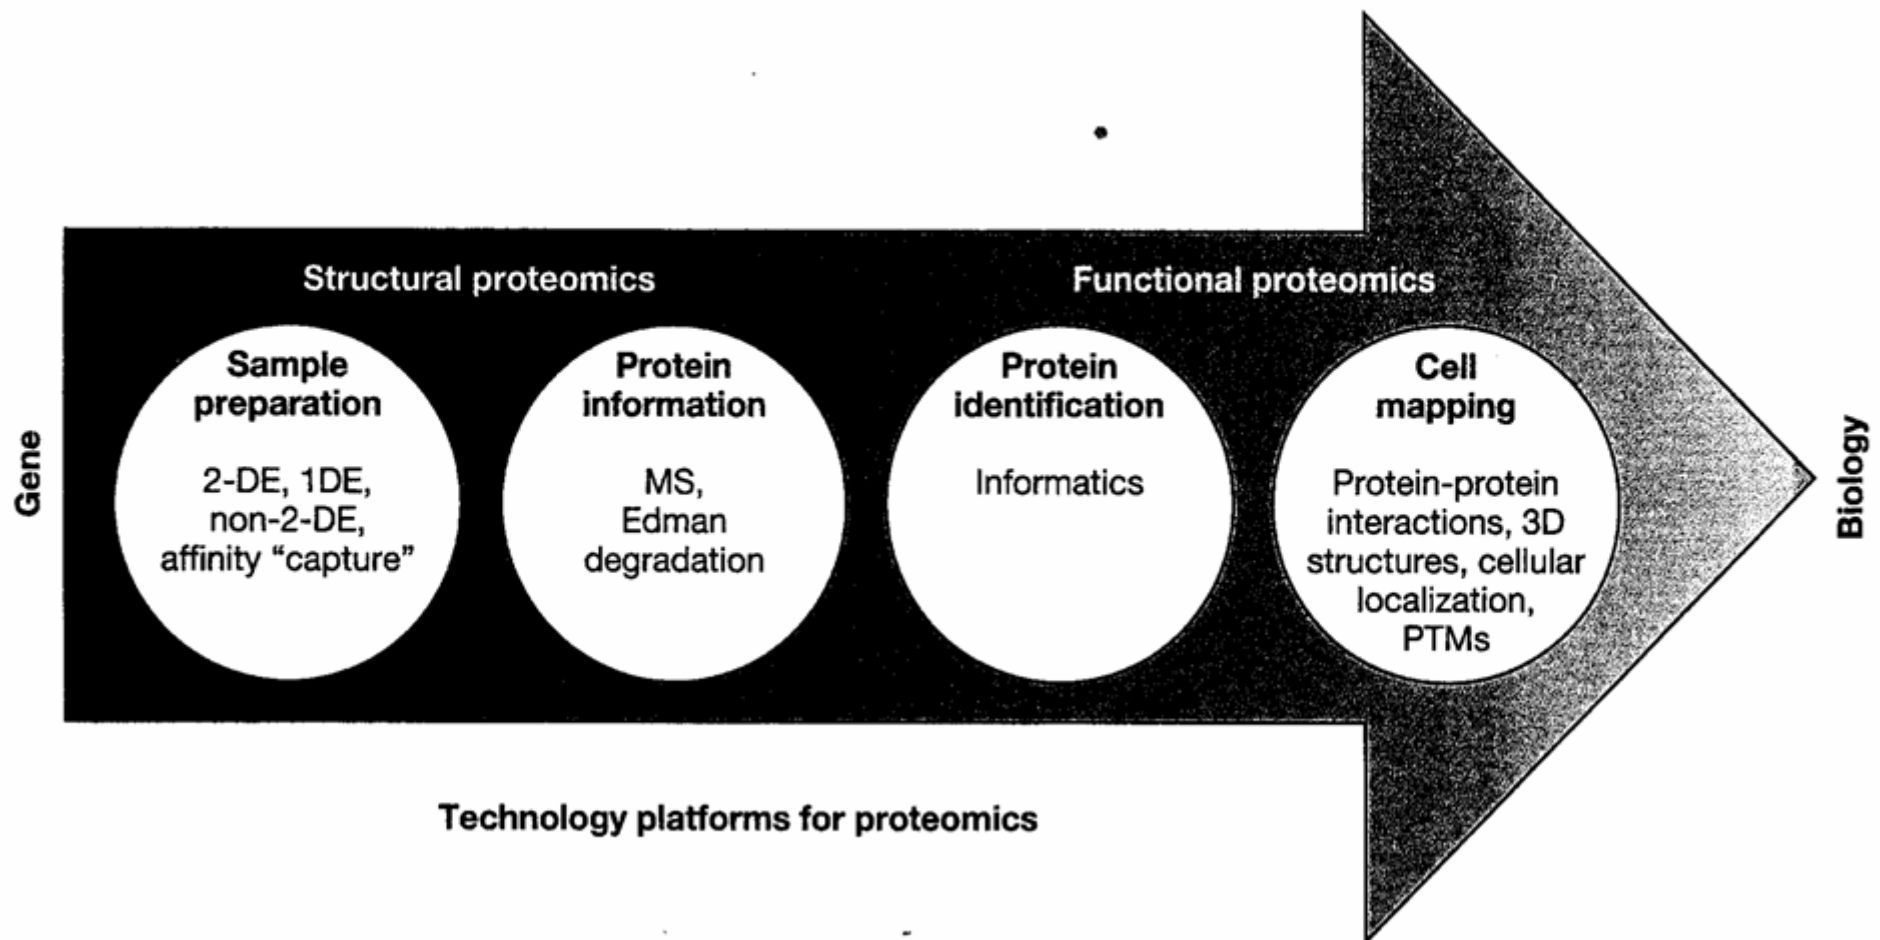 Structural proteomics
Functional proteomics
Gene
Sample
preparation
2-DE, 1DE,
non-2-DE,
affinity “capture”
Protein
information
MS,
Edman
degradation
Protein
identification
Informatics
Cell
mapping
Protein-protein
interactions, 3D
structures, cellular
localization,
PTMs
Biology
Technology platforms for proteomics